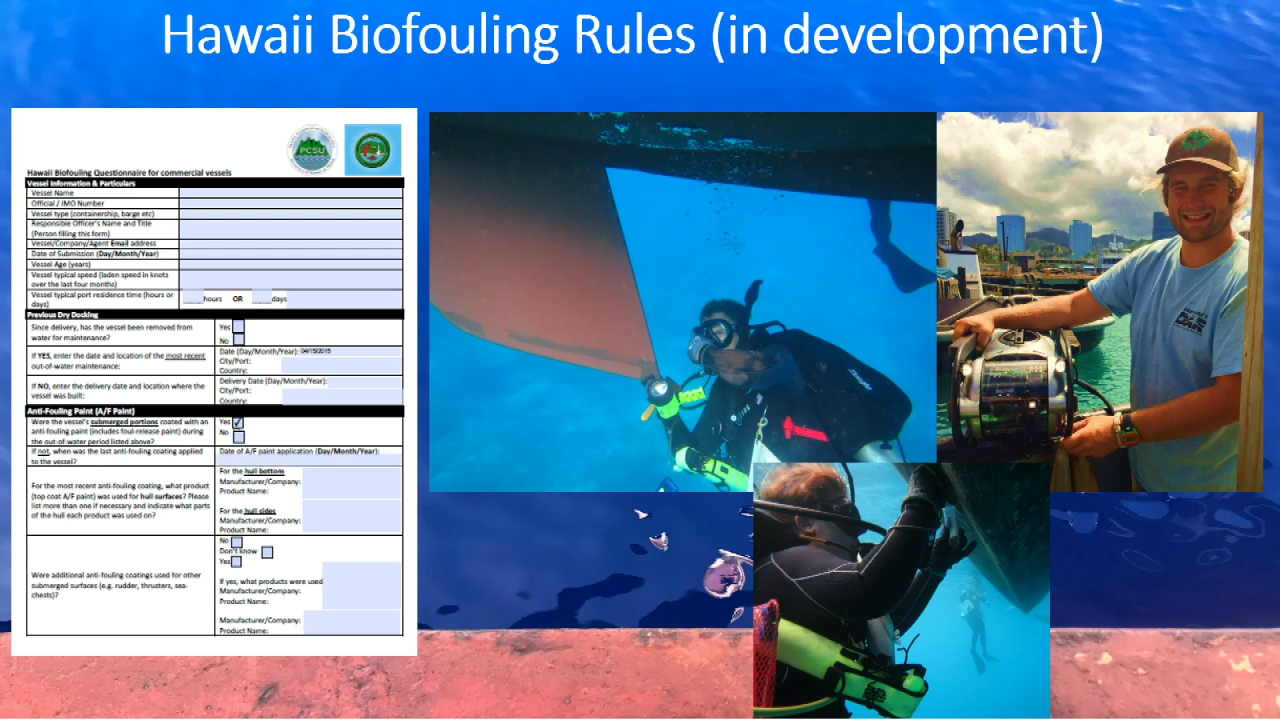 Hawaii Biofouling Rules (in development)
PCSU
Hawaii Biofouling Questionnaire for commercial vessels
Vessel Information & Particulars
Vessel Name
Official / IMO Number
Vessel type (containership, barge etc)
Responsible Officer's Name and Title
(Person filling this form)
Vessel/Company/Agent Email address
Date of Submission (Day/Month/Year)
Vessel Age (years)
Vessel typical speed (laden speed in knots
over the last four months)
Vessel typical port residence time (hours or
days)
____hours OR ____days
Previous Dry Docking
Since delivery, has the vessel been removed from
water for maintenance?
Yes
No
If YES, enter the date and location of the most recent
out-of-water maintenance:
Date (Day/Month/Year): 04/15/2015
City/Port:
Country:
If NO, enter the delivery date and location where the
vessel was built:
Delivery Date (Day/Month/Year):
City/Port:
Country:
Anti-Fouling Paint (A/F Paint)
Were the vessel's submerged portions coated with an
anti-fouling paint (includes foul-release paint) during
the out-of-water period listed above?
Yes
No
If not, when was the last anti-fouling coating applied
to the vessel?
Date of A/F paint application (Day/Month/Year):
For the most recent anti-fouling coating, what product
(top coat A/F paint) was used for hull surfaces? Please
list more than one if necessary and indicate what parts
of the hull each product was used on?
For the hull bottom
Manufacturer/Company:
Product Name:
For the hull sides
Manufacturer/Company:
Product Name:
Were additional anti-fouling coatings used for other
submerged surfaces (e.g. rudder, thrusters, sea-
chests)?
No
Don't know
Yes
If yes, what products were used
Manufacturer/Company:
Product Name:
Manufacturer/Company:
Product Name:
DAR